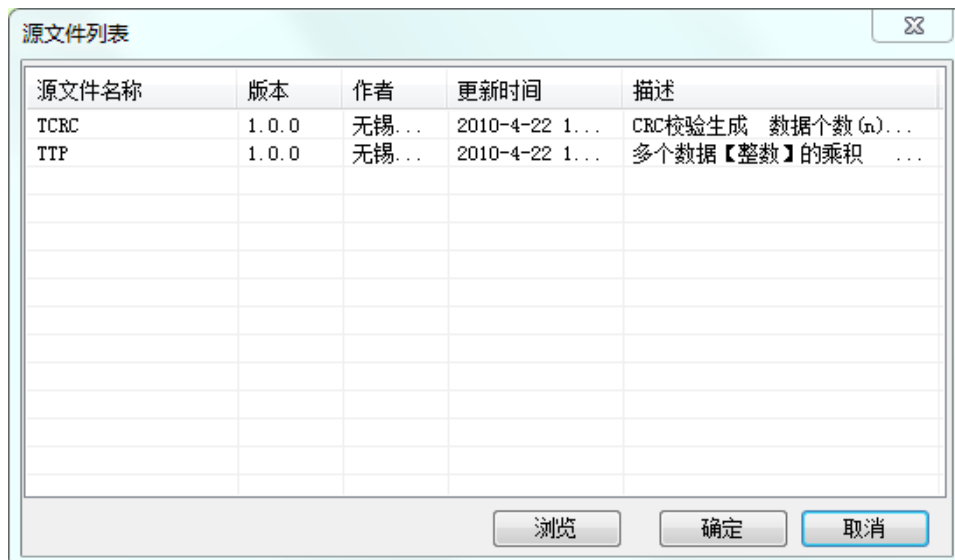 源文件列表
源文件名称 版本 作者 更新时间 描述
TCRC 1.0.0 无锡... 2010-4-22 1... CRC校验生成 数据个数(n)...
TTP 1.0.0 无锡... 2010-4-22 1... 多个数据【整数】的乘积 ...
浏览 确定 取消